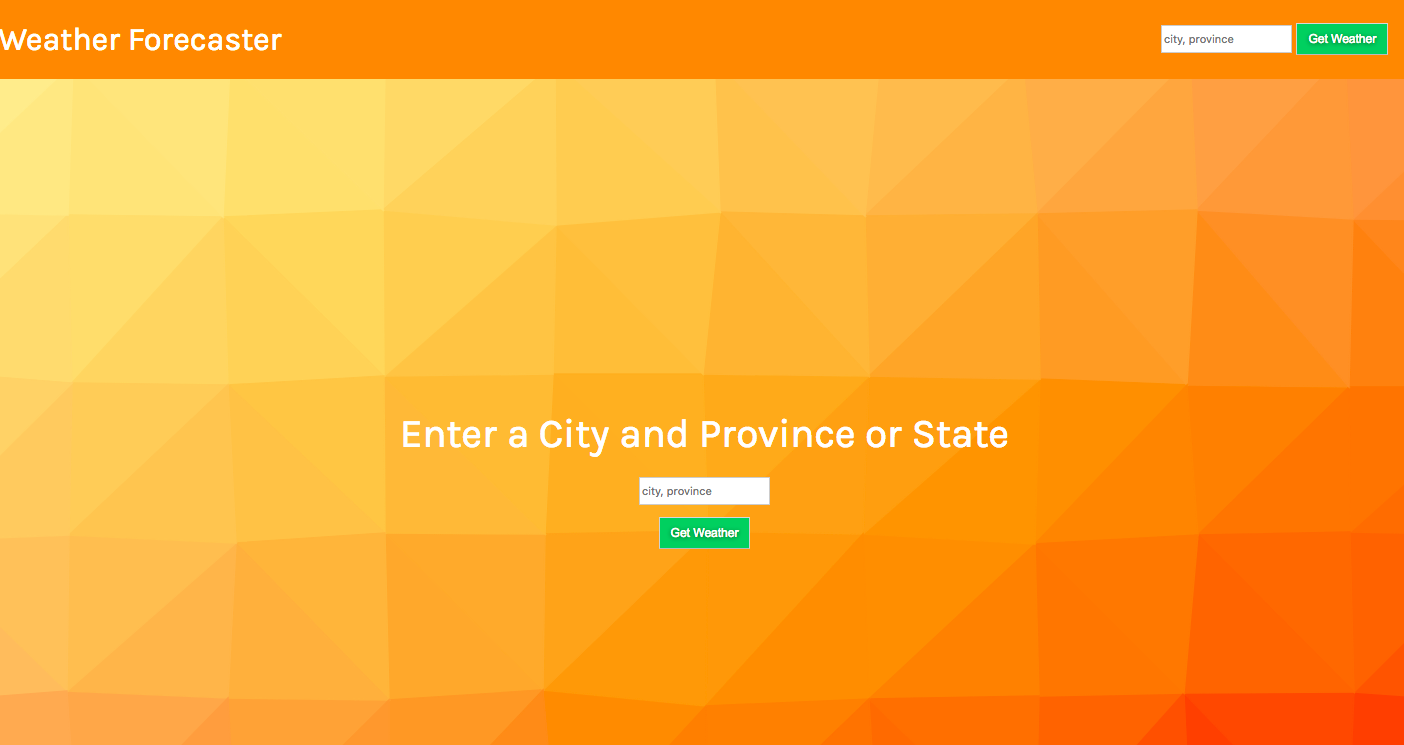 Weather Forecaster
city, province
Get Weather
Enter a City and Province or State
city, province
Get Weather